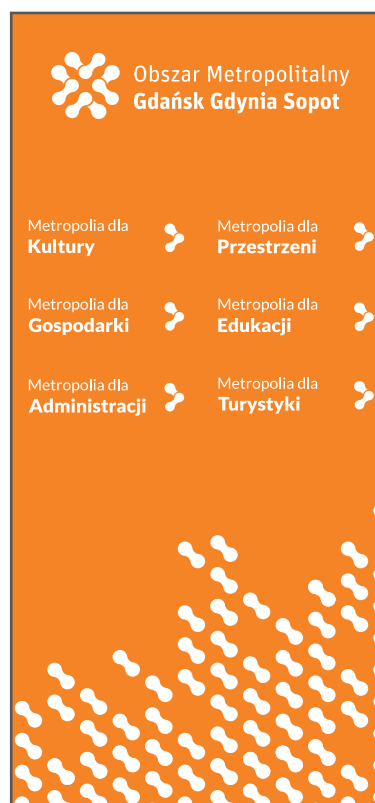 Obszar Metropolitalny
Gdańsk Gdynia Sopot
Metropolia dla
Kultury
Metropolia dla
Przestrzeni
Metropolia dla
Gospodarki
Metropolia dla
Edukacji
Metropolia dla
Administracji
Metropolia dla
Turystyki